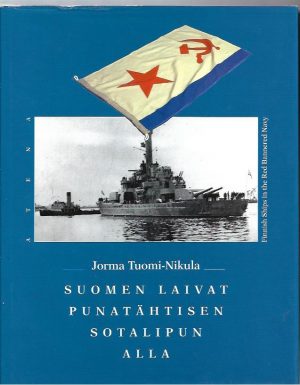 ATENA
Finnish Ships in the Red Bannered Navy
Jorma Tuomi-Nikula
SUOMEN LAIVAT
PUNATÄHTISEN
SOTALIPUN
ALLA